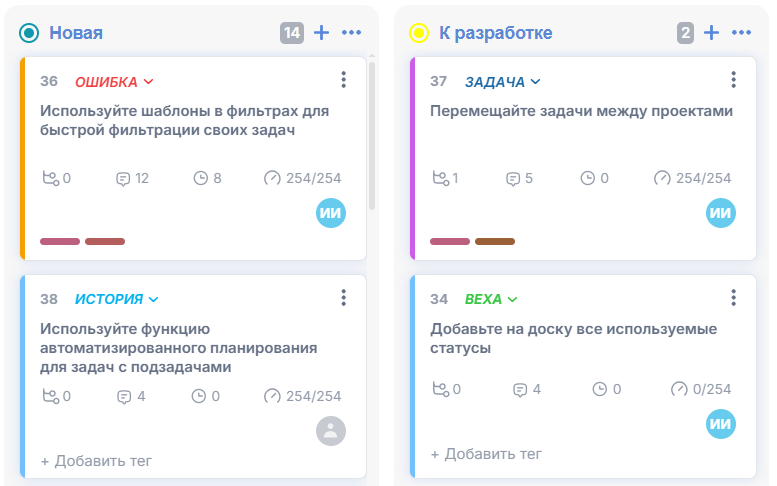 Новая 14
36 ОШИБКА
Используйте шаблоны в фильтрах для
быстрой фильтрации своих задач
0 12 8 254/254
ИИ
38 ИСТОРИЯ
Используйте функцию
автоматизированного планирования
для задач с подзадачами
0 4 0 254/254
+ Добавить тег
К разработке 2
37 ЗАДАЧА
Перемещайте задачи между проектами
1 5 0 254/254
ИИ
34 ВЕХА
Добавьте на доску все используемые
статусы
0 4 0 0/254
ИИ
+ Добавить тег